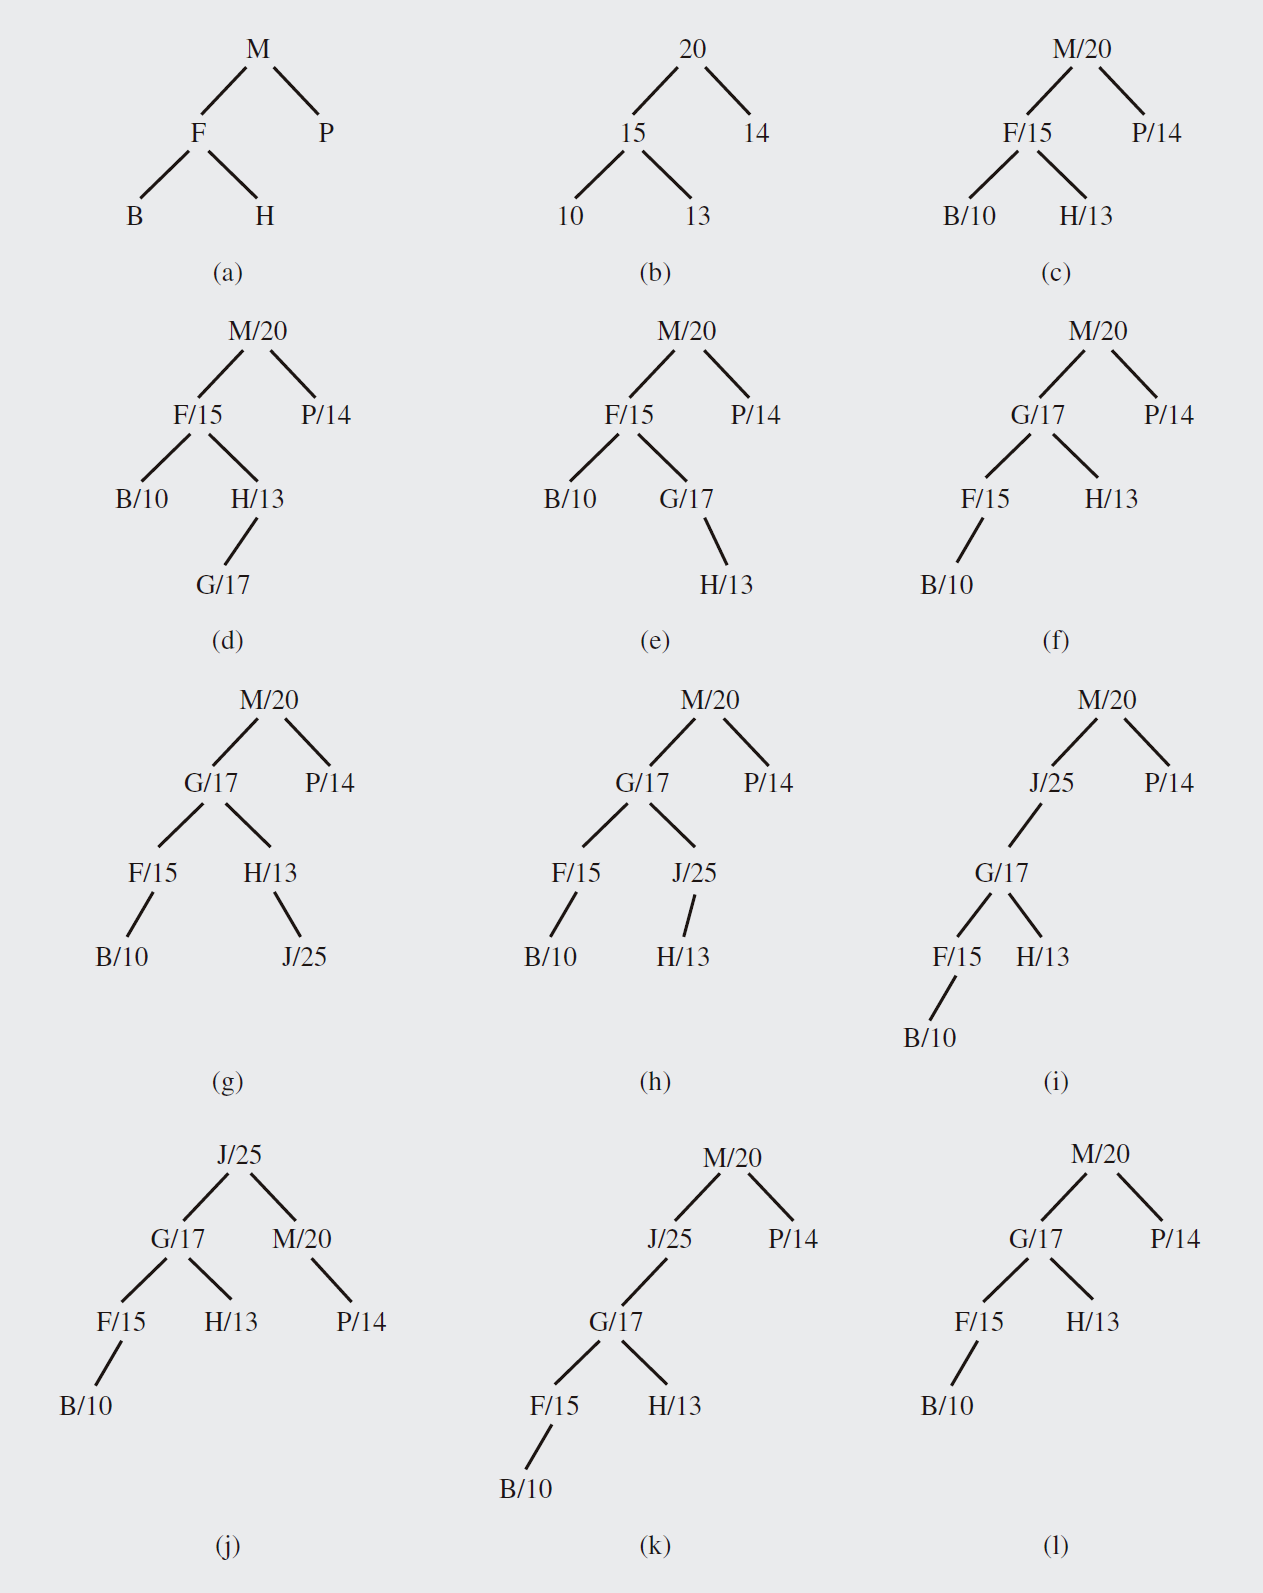 M 20 M/20
F P 15 14 F/15 P/14
B H 10 13 B/10 H/13
(a) (b) (c)
M/20 M/20 M/20
F/15 P/14 F/15 P/14 G/17 P/14
B/10 H/13 B/10 G/17 F/15 H/13
G/17 H/13 B/10
(d) (e) (f)
M/20 M/20 M/20
G/17 P/14 G/17 P/14 J/25 P/14
F/15 H/13 F/15 J/25 G/17
B/10 J/25 B/10 H/13 F/15 H/13
B/10
(g) (h) (i)
J/25 M/20 M/20
G/17 M/20 J/25 P/14 G/17 P/14
F/15 H/13 P/14 G/17 F/15 H/13
B/10 F/15 H/13 B/10
B/10
(j) (k) (l)